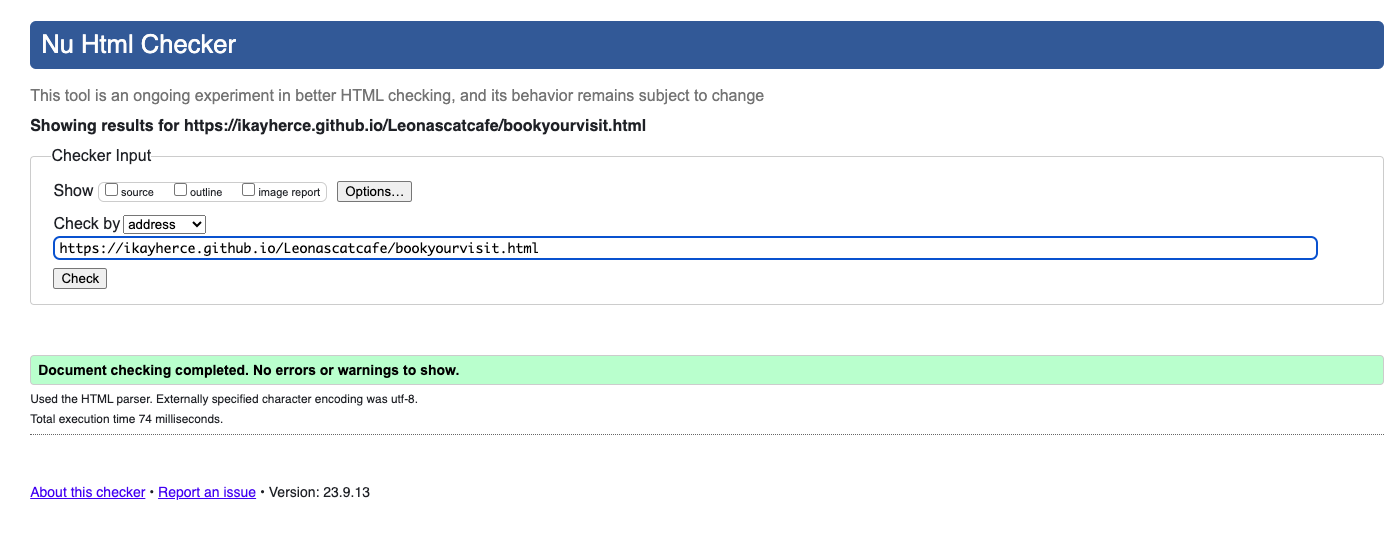 Nu Html Checker
This tool is an ongoing experiment in better HTML checking, and its behavior remains subject to change
Showing results for https://ikayherce.github.io/Leonascatcafe/bookyourvisit.html
Checker Input
Show source outline image report Options...
Check by address
https://ikayherce.github.io/Leonascatcafe/bookyourvisit.html
Check
Document checking completed. No errors or warnings to show.
Used the HTML parser. Externally specified character encoding was utf-8.
Total execution time 74 milliseconds.
About this checker • Report an issue • Version: 23.9.13